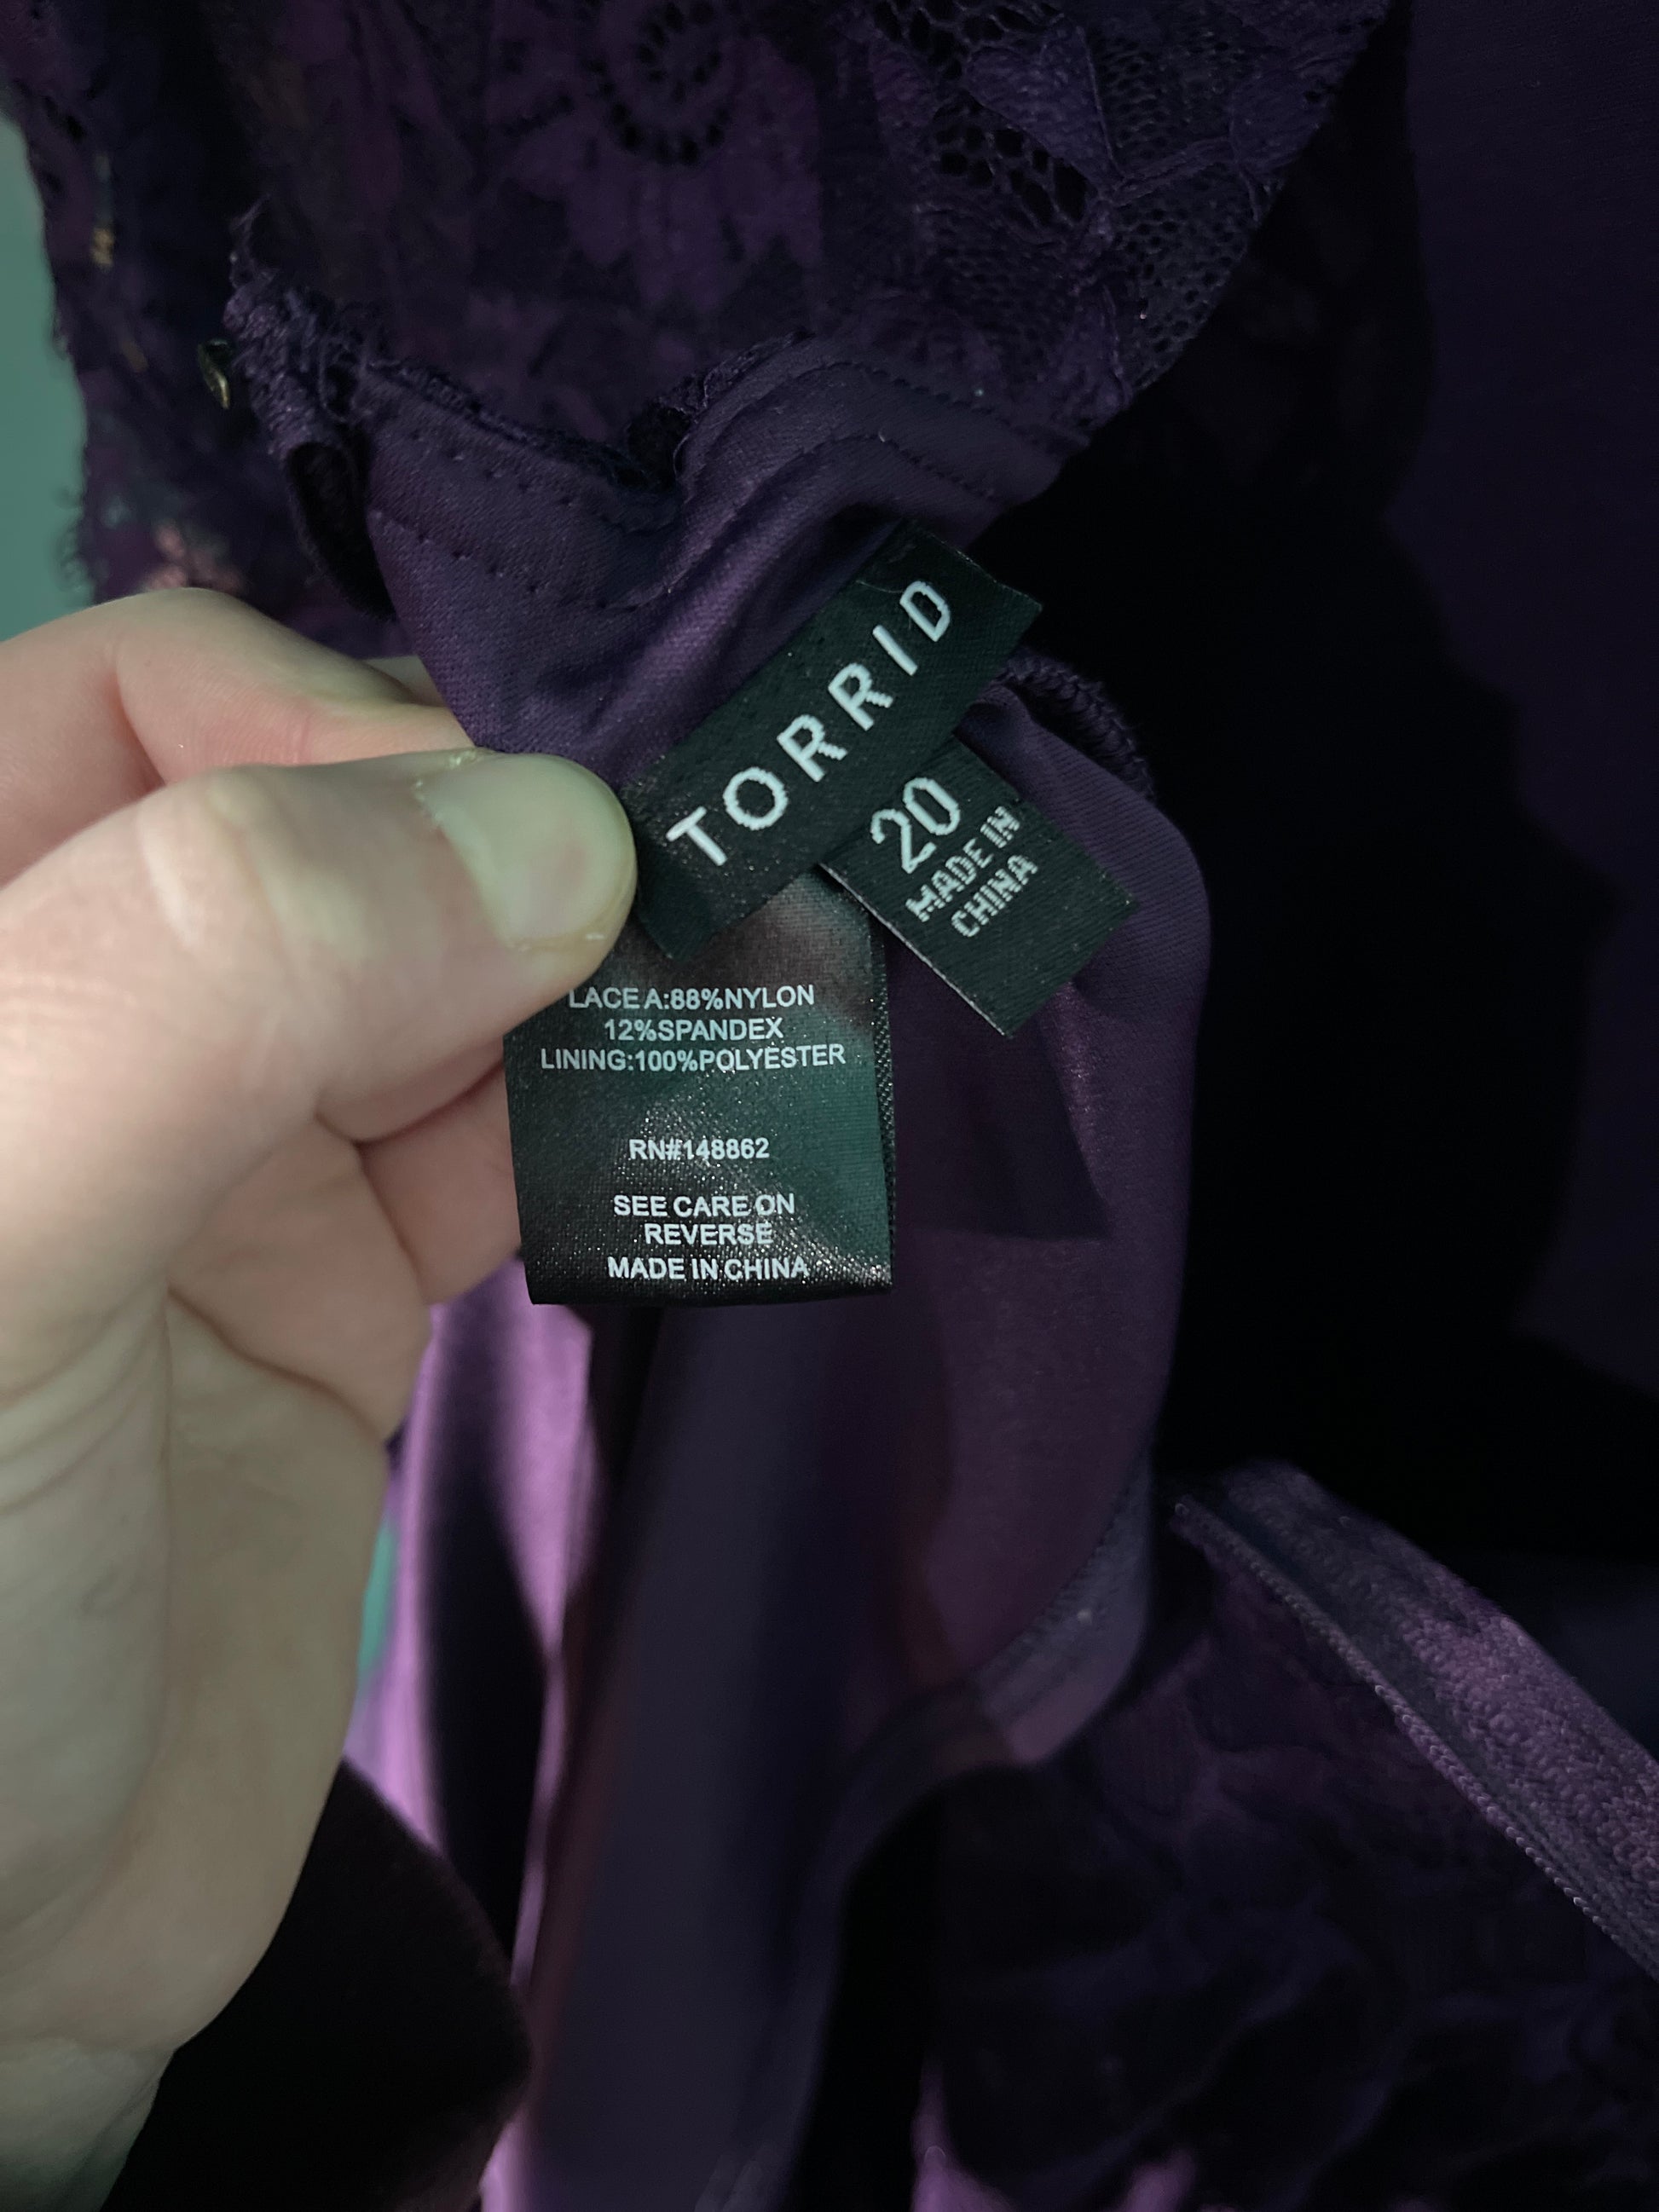 TORRID
20
MADE IN
CHINA
LACE A:88%NYLON
12%SPANDEX
LINING:100%POLYESTER
RN#148862
SEE CARE ON
REVERSE
MADE IN CHINA